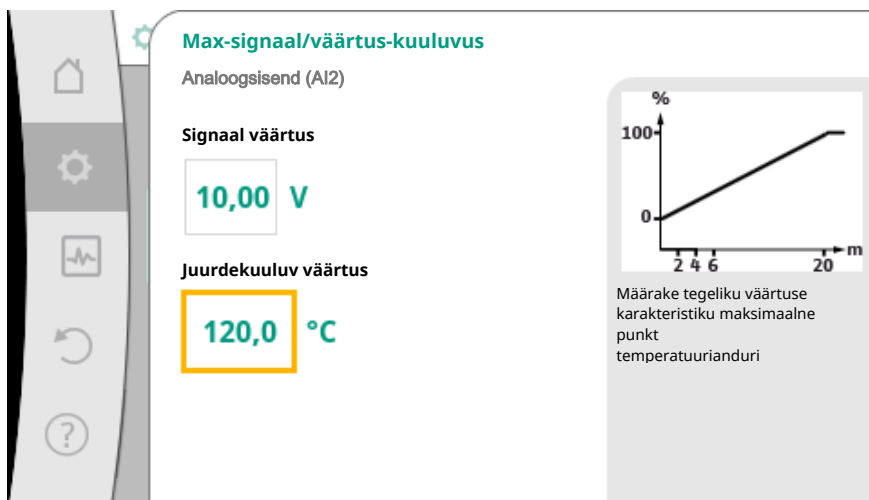 Max-signaal/väärtus-kuuluvus
Analoogsisend (AI2)
Signaal väärtus
10,00 V
Juurdekuuluv väärtus
120,0 °C
%
100
0
2 4 6 20 m
Määrake tegeliku väärtuse
karakteristiku maksimaalne
punkt
temperatuurianduri
?